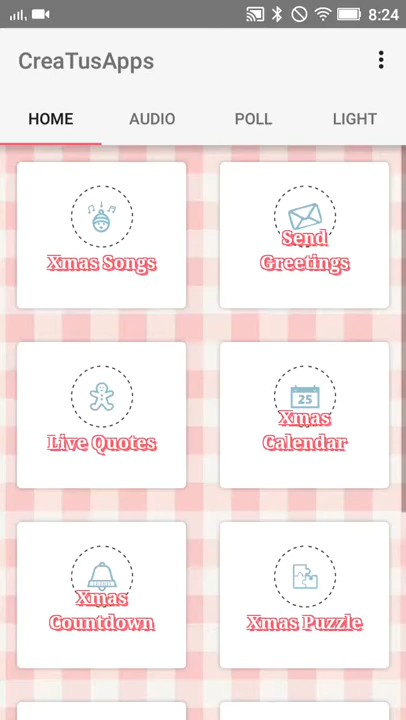 8:24
CreaTusApps
HOME AUDIO POLL LIGHT
Xmas Songs
Send
Greetings
Live Quotes
25
Xmas
Calendar
Xmas
Countdown
Xmas Puzzle